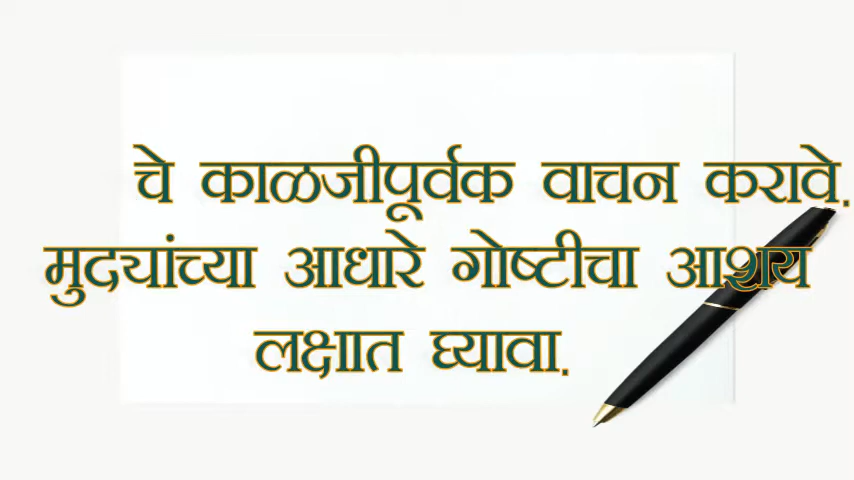 चे काळजीपूर्वक वाचन करावे.
मुद्यांच्या आधारे गोष्टीचा आशय
लक्षात घ्यावा.